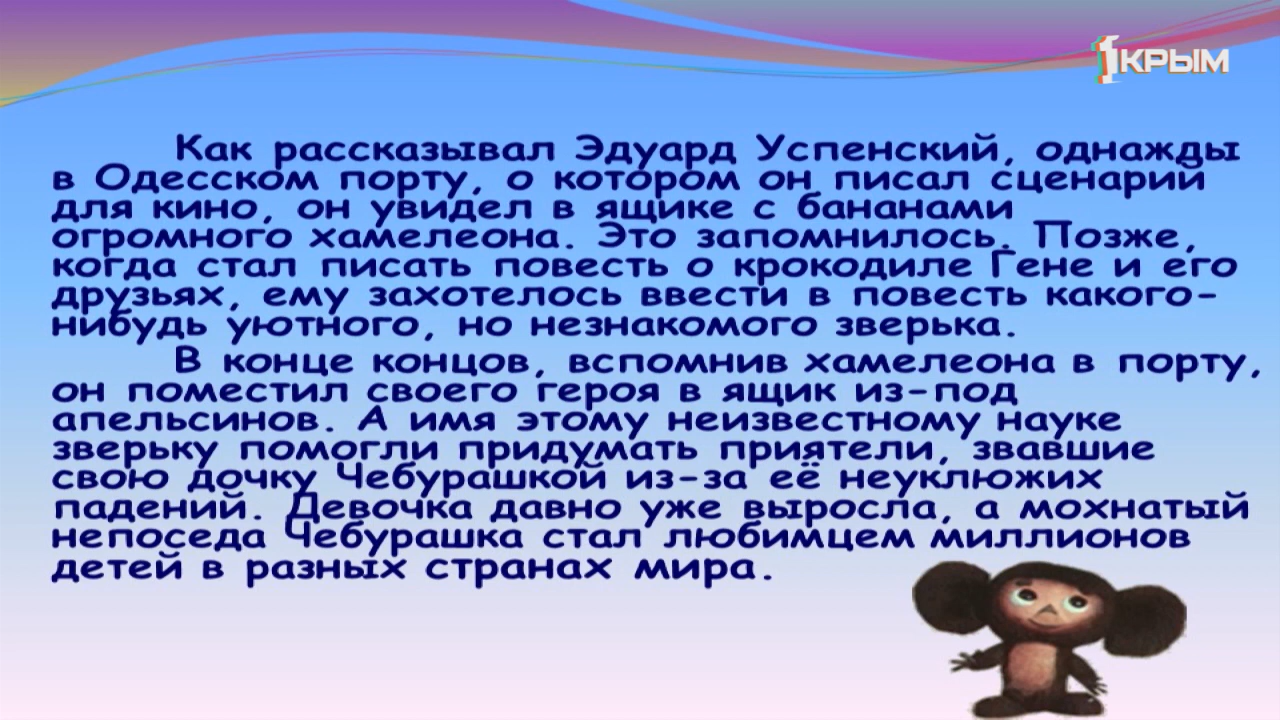 1КРЫМ
Как рассказывал Эдуард Успенский, однажды
в Одесском порту, о котором он писал сценарий
для кино, он увидел в ящике с бананами
огромного хамелеона. Это запомнилось. Позже,
когда стал писать повесть о крокодиле Гене и его
друзьях, ему захотелось ввести в повесть какого-
нибудь уютного, но незнакомого зверька.
В конце концов, вспомнив хамелеона в порту,
он поместил своего героя в ящик из-под
апельсинов. А имя этому неизвестному науке
зверьку помогли придумать приятели, звавшие
свою дочку Чебурашкой из-за её неуклюжих
падений. Девочка давно уже выросла, а мохнатый
непоседа Чебурашка стал любимцем миллионов
детей в разных странах мира.